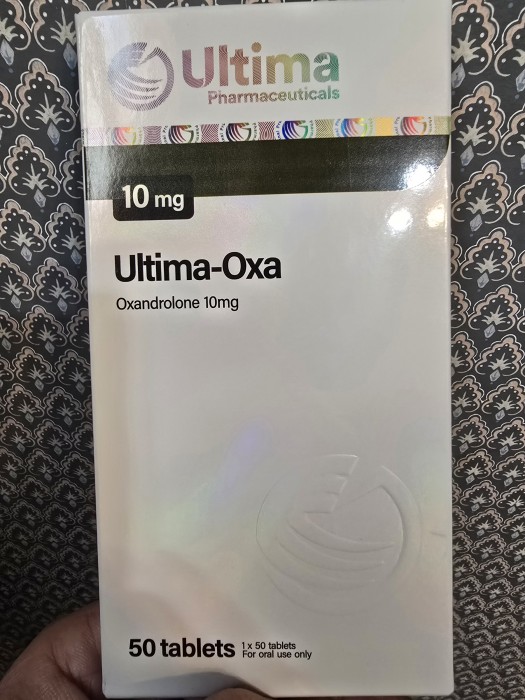 Ultima
Pharmaceuticals
10 mg
Ultima-Oxa
Oxandrolone 10mg
50 tablets
1 x 50 tablets
For oral use only